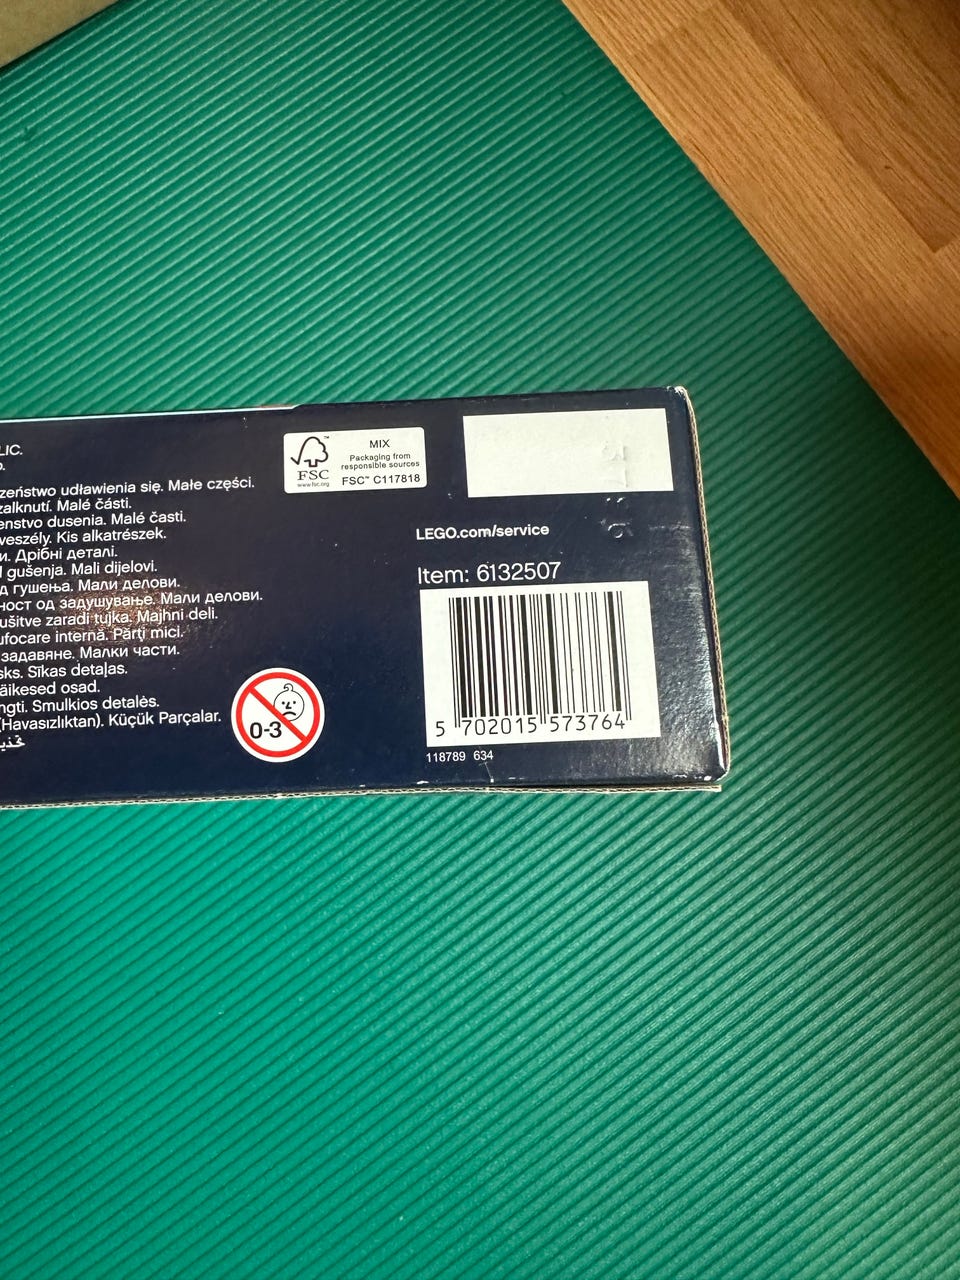 LIC.
zeństwo udławienia się. Małe części.
zalknutí. Malé části.
enstvo dusenia. Malé časti.
veszély. Kis alkatrészek.
и. Дрібні деталі.
l gušenja. Mali dijelovi.
д гушења. Мали делови.
ност од задушување. Мали делови.
ušitve zaradi tujka. Majhni deli.
ufocare internă. Părți mici.
задавяне. Малки части.
sks. Sīkas detaļas.
äikesed osad.
ngti. Smulkios detalės.
(Havasızlıktan). Küçük Parçalar.
FSC™
www.fsc.org
MIX
Packaging from
responsible sources
FSC™ C117818
LEGO.com/service
Item: 6132507
5 702015 573764
118789 634
0-3